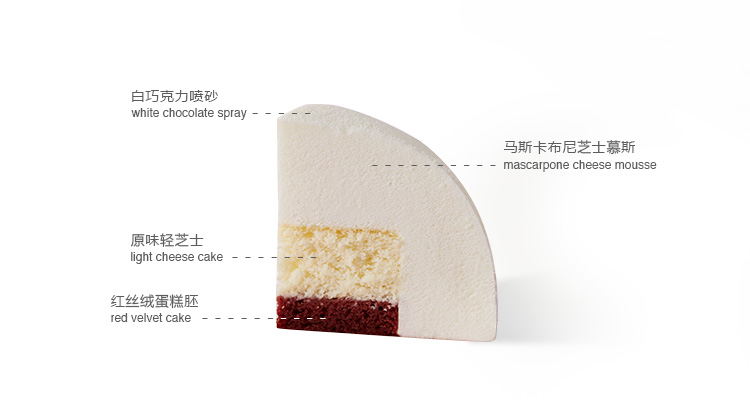 白巧克力喷砂
white chocolate spray
马斯卡布尼芝士慕斯
mascarpone cheese mousse
原味轻芝士
light cheese cake
红丝绒蛋糕胚
red velvet cake